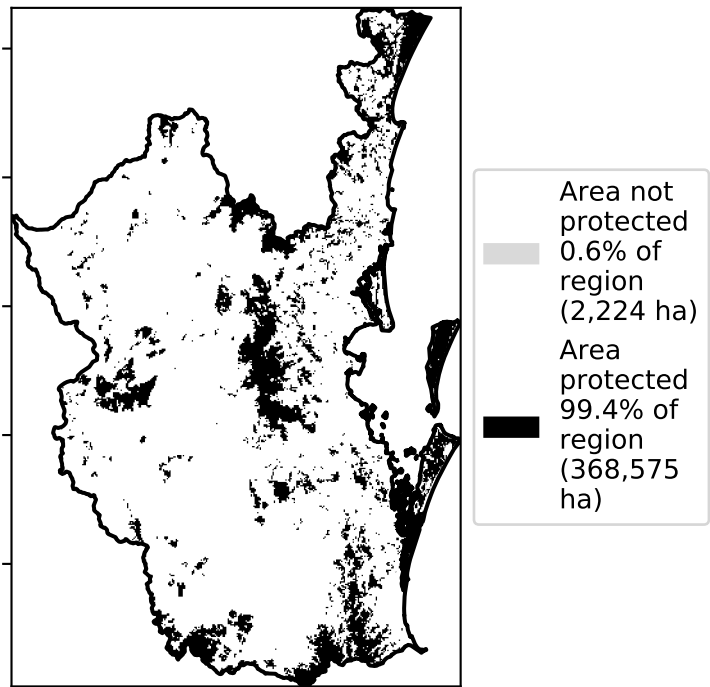 Area not
protected
0.6% of
region
(2,224 ha)
Area
protected
99.4% of
region
(368,575
ha)